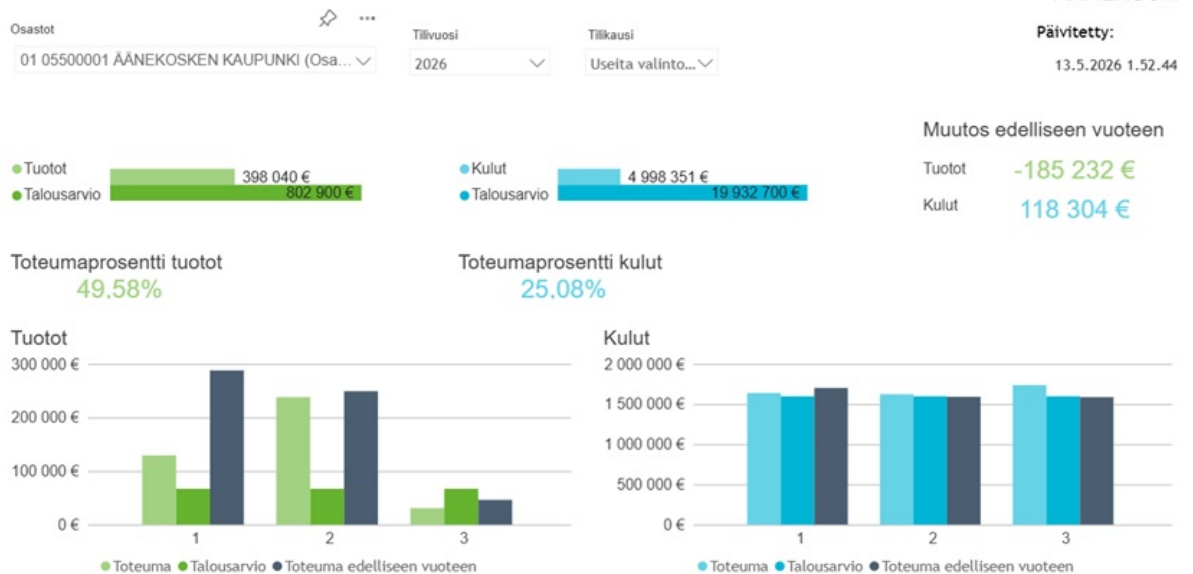 Osastot
01 05500001 ÄÄNEKOSKEN KAUPUNKI (Osa...
Tilivuosi
2026
Tilikausi
Useita valinto...
Päivitetty:
13.5.2026 1.52.44
Tuotot
398 040 €
Talousarvio
802 900 €
Kulut
4 998 351 €
Talousarvio
19 932 700 €
Muutos edelliseen vuoteen
Tuotot -185 232 €
Kulut 118 304 €
Toteumaprosentti tuotot
49,58%
Toteumaprosentti kulut
25,08%
Tuotot
300 000 €
200 000 €
100 000 €
0 €
1 2 3
Toteuma Talousarvio Toteuma edelliseen vuoteen
Kulut
2 000 000 €
1 500 000 €
1 000 000 €
500 000 €
0 €
1 2 3
Toteuma Talousarvio Toteuma edelliseen vuoteen